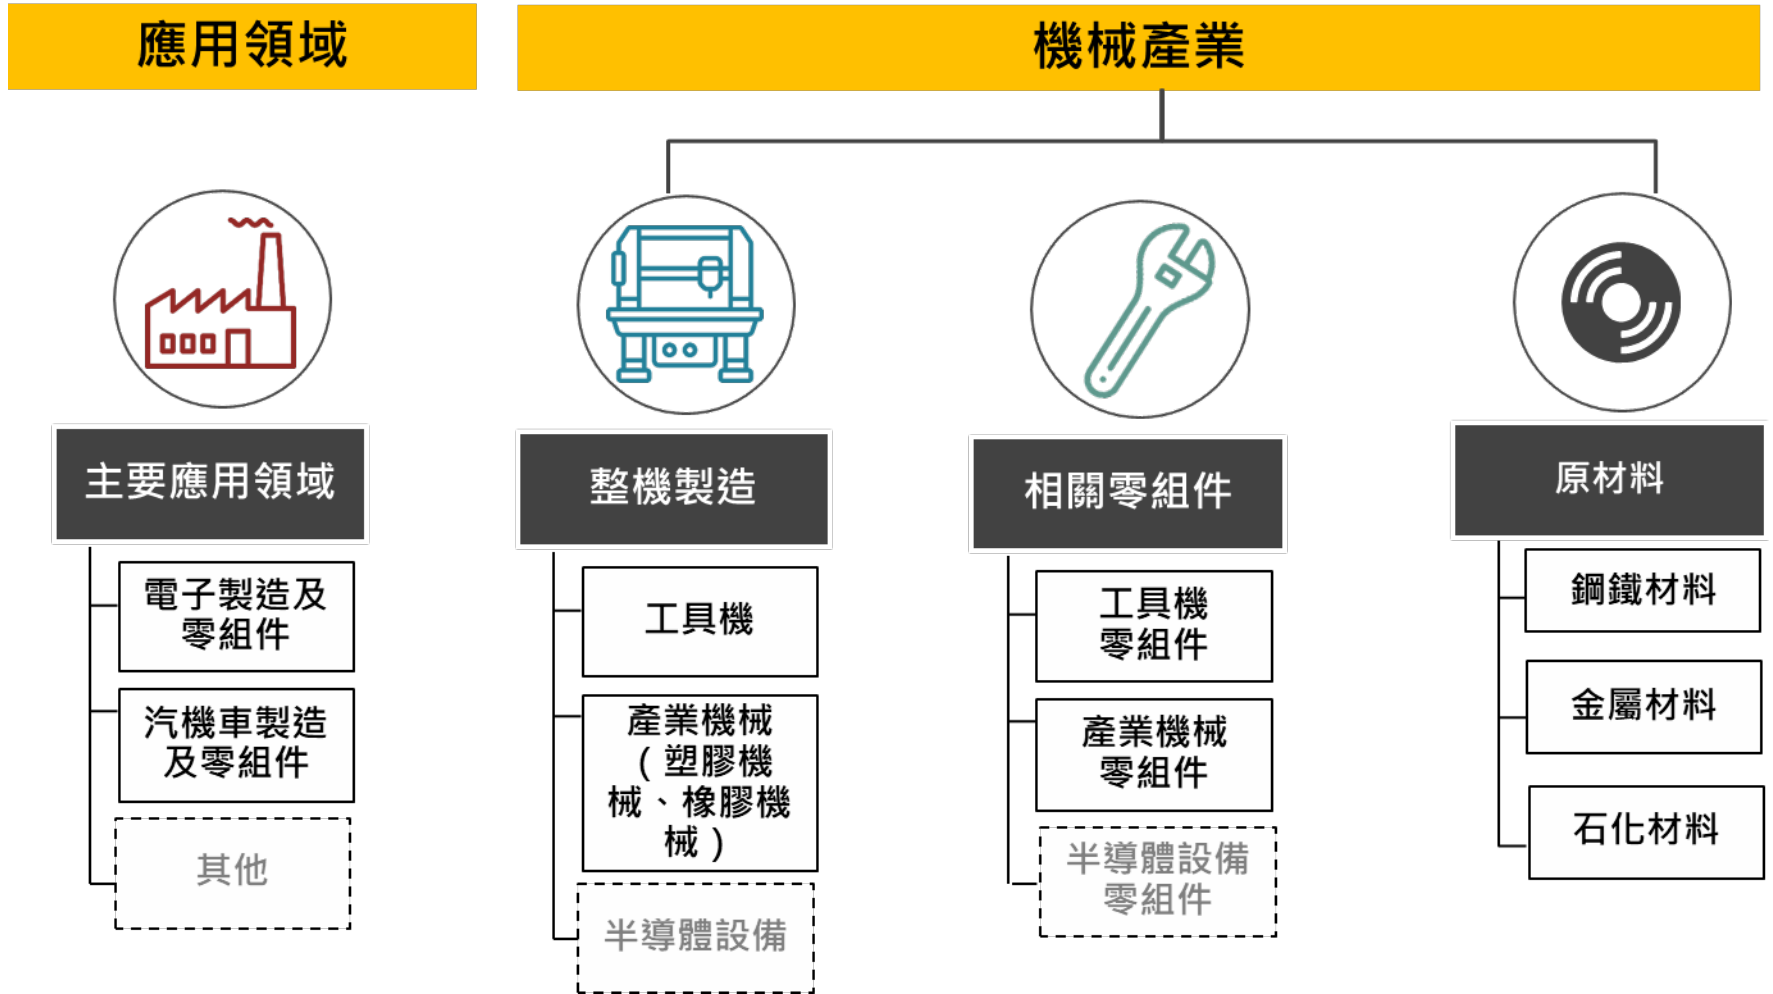 應用領域
機械產業
主要應用領域
電子製造及
零組件
汽機車製造
及零組件
其他
整機製造
工具機
產業機械
（塑膠機
械、橡膠機
械）
半導體設備
相關零組件
工具機
零組件
產業機械
零組件
半導體設備
零組件
原材料
鋼鐵材料
金屬材料
石化材料